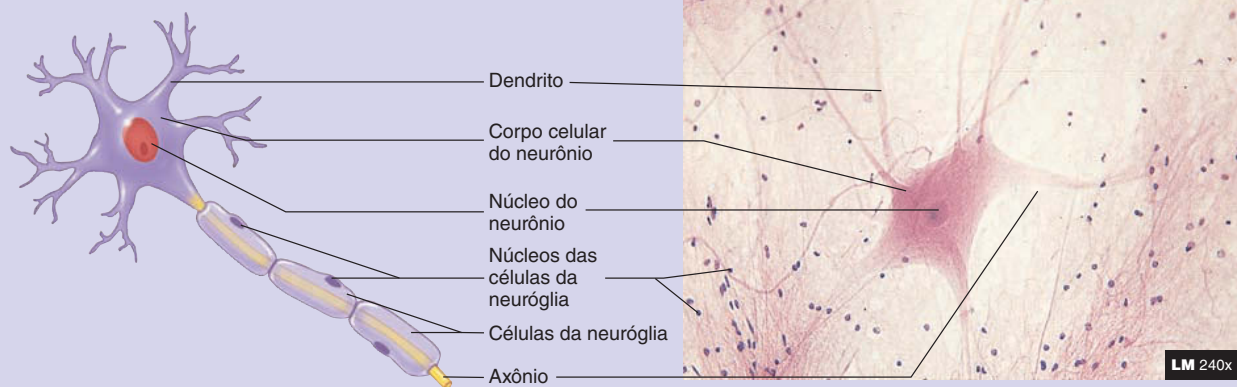 Dendrito
Corpo celular
do neurônio
Núcleo do
neurônio
Núcleos das
células da
neuróglia
Células da neuróglia
Axônio
LM 240x